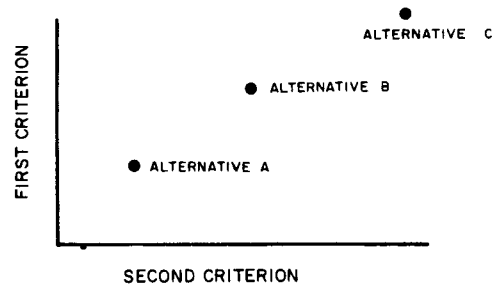 ALTERNATIVE C
ALTERNATIVE B
ALTERNATIVE A
FIRST CRITERION
SECOND CRITERION